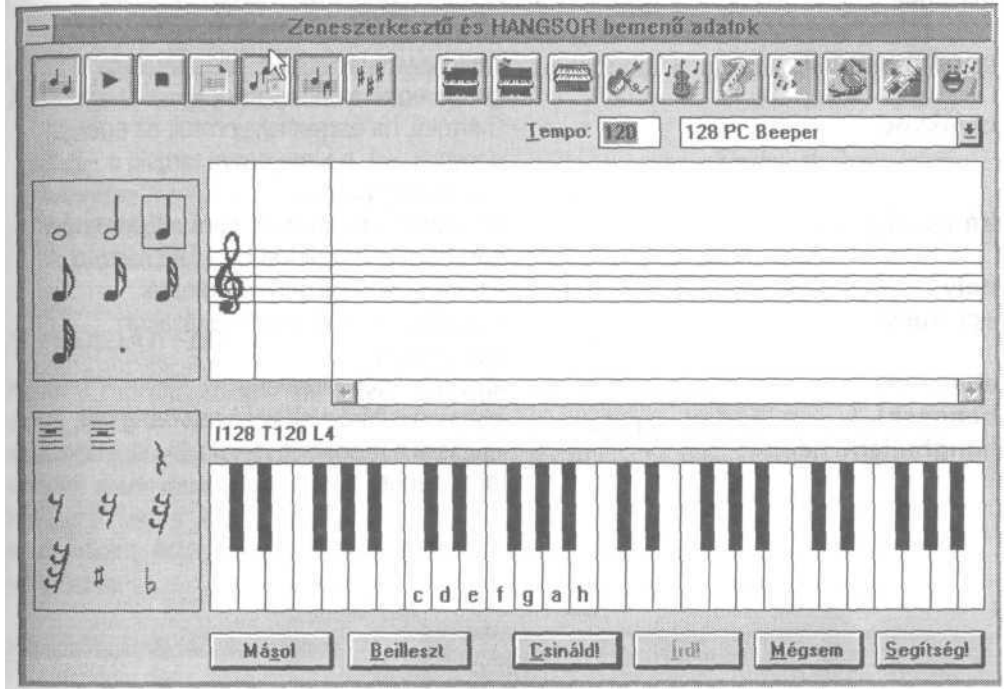 Zeneszerkesztő és HANGSOR bemenő adatok
Tempo: 120 128 PC Beeper
I128 T120 L4
c d e f g a h
Másol Beilleszt Csináld! Írd! Mégsem Segítség!